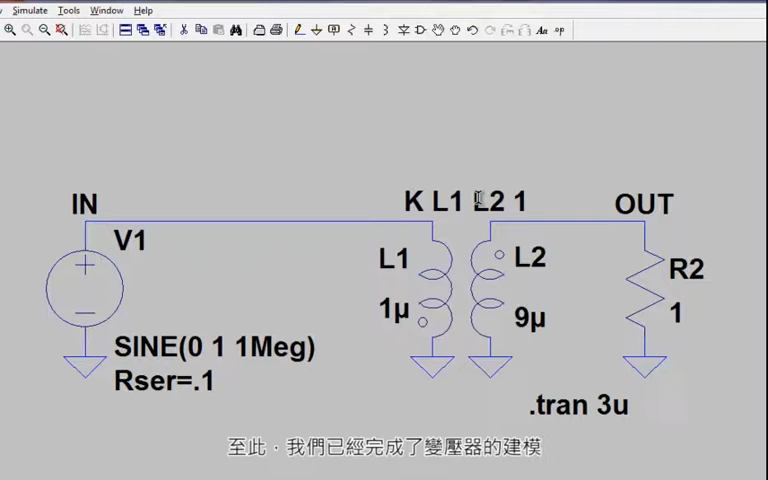 Simulate Tools Window Help
Aa .op
IN
K L1 L2 1
OUT
V1
L1
L2
R2
1µ
9µ
1
SINE(0 1 1Meg)
Rser=.1
.tran 3u
至此，我們已經完成了變壓器的建模